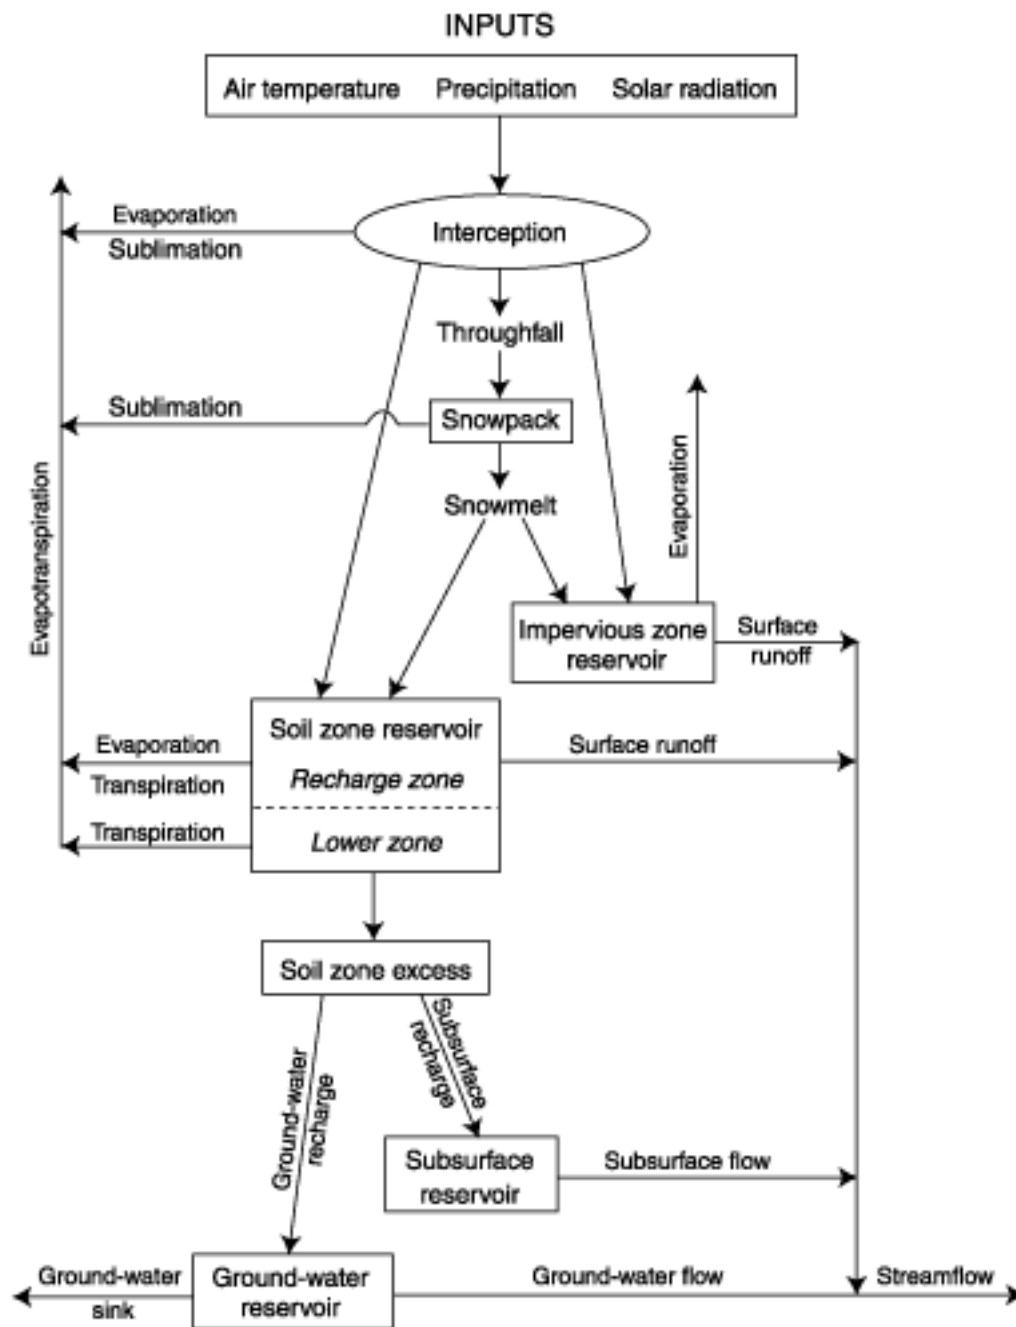 INPUTS
Air temperature Precipitation Solar radiation
Evaporation
Sublimation
Interception
Throughfall
Sublimation
Snowpack
Snowmelt
Evaporation
Evapotranspiration
Impervious zone
reservoir
Surface
runoff
Soil zone reservoir
Recharge zone
Lower zone
Evaporation
Transpiration
Transpiration
Surface runoff
Soil zone excess
Ground-water
recharge
Subsurface
recharge
Subsurface
reservoir
Subsurface flow
Ground-water
sink
Ground-water
reservoir
Ground-water flow
Streamflow